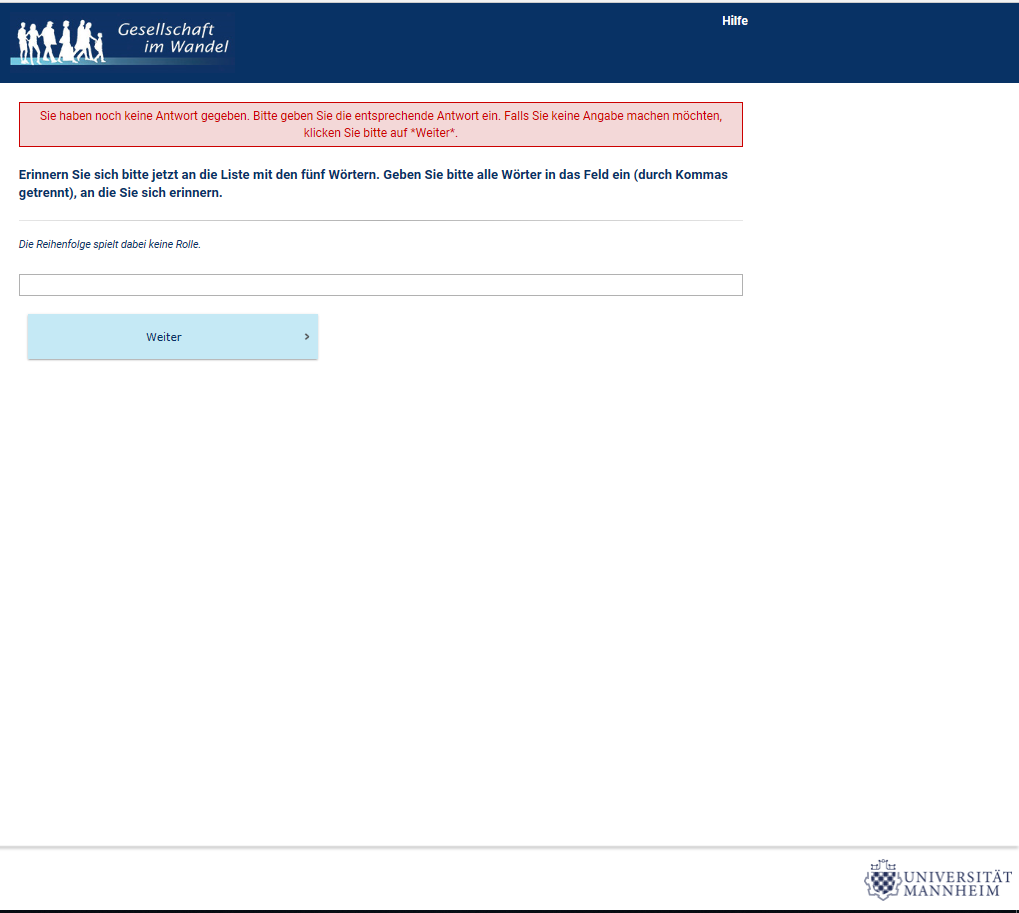 Gesellschaft
im Wandel
Hilfe
Sie haben noch keine Antwort gegeben. Bitte geben Sie die entsprechende Antwort ein. Falls Sie keine Angabe machen möchten,
klicken Sie bitte auf *Weiter*.
Erinnern Sie sich bitte jetzt an die Liste mit den fünf Wörtern. Geben Sie bitte alle Wörter in das Feld ein (durch Kommas
getrennt), an die Sie sich erinnern.
Die Reihenfolge spielt dabei keine Rolle.
Weiter
UNIVERSITÄT
MANNHEIM